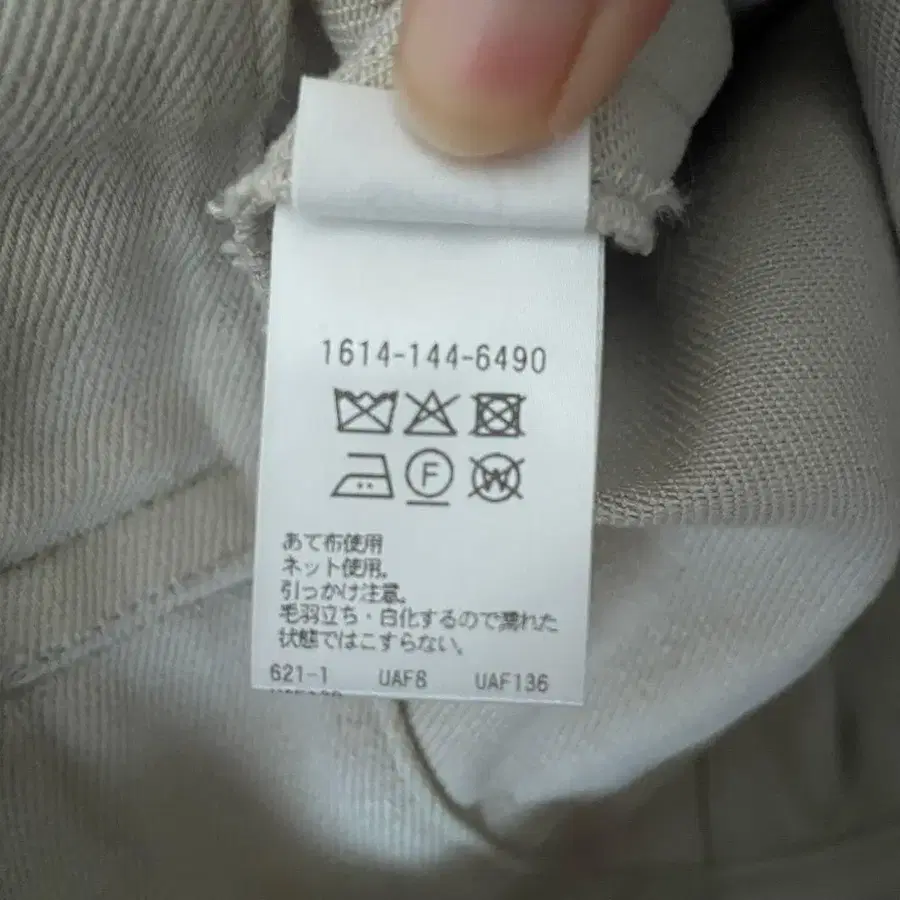 1614-144-6490
F
W
あて布使用
ネット使用。
引っかけ注意。
毛羽立ち・白化するので濡れた
状態ではこすらない。
621-1 UAF6 UAF136